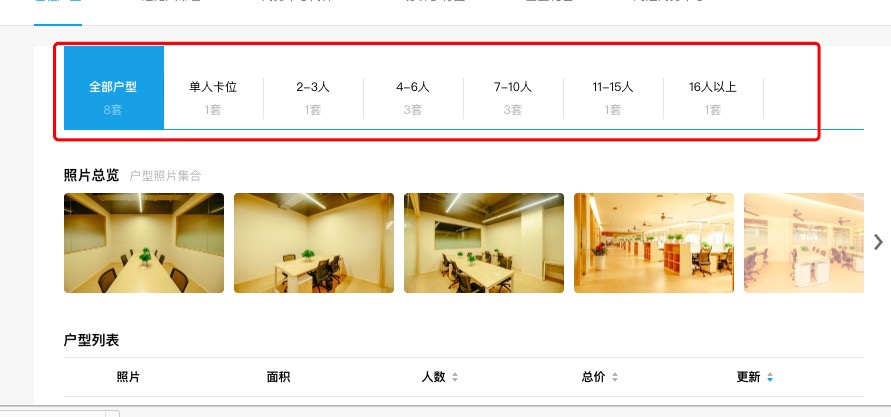 全部户型 单人卡位 2-3人 4-6人 7-10人 11-15人 16人以上
8套 1套 1套 3套 3套 1套 1套
照片总览 户型照片集合
户型列表
照片 面积 人数 总价 更新